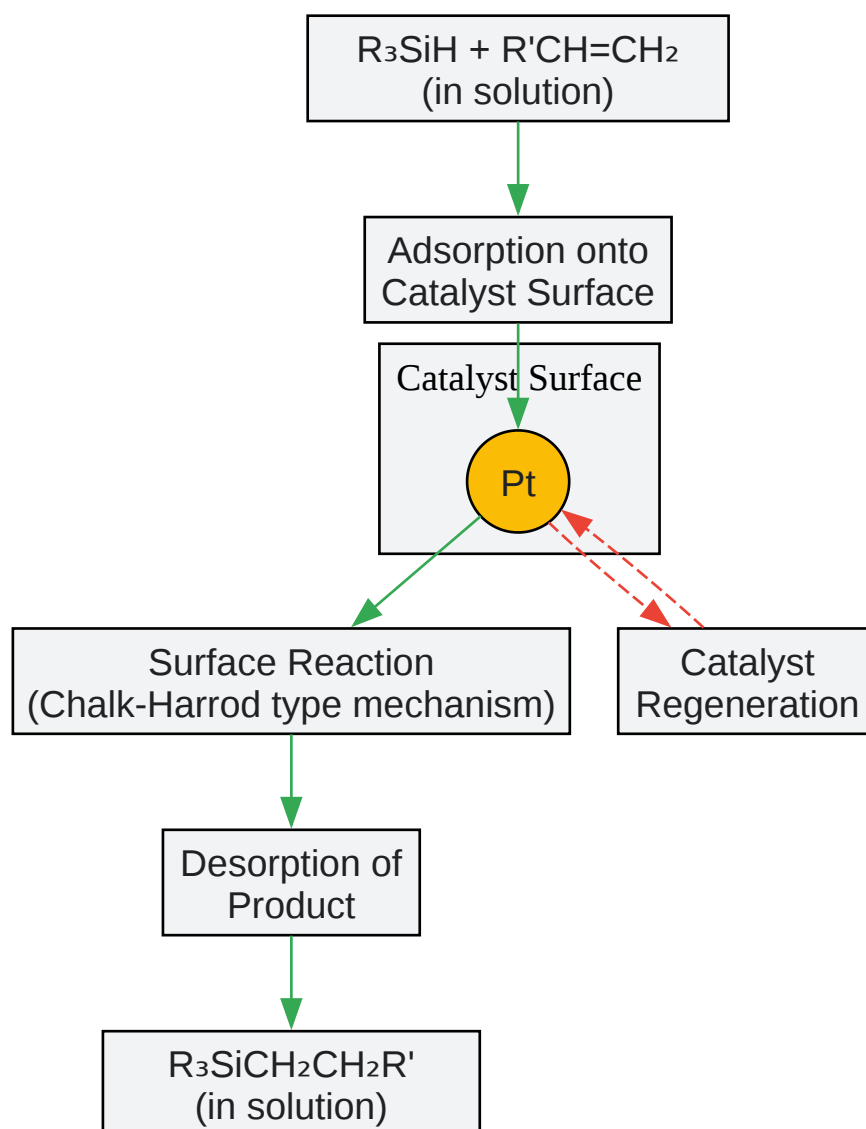 R₃SiH + R'CH=CH₂
(in solution)
Adsorption onto
Catalyst Surface
Catalyst Surface
Pt
Surface Reaction
(Chalk-Harrod type mechanism)
Catalyst
Regeneration
Desorption of
Product
R₃SiCH₂CH₂R'
(in solution)